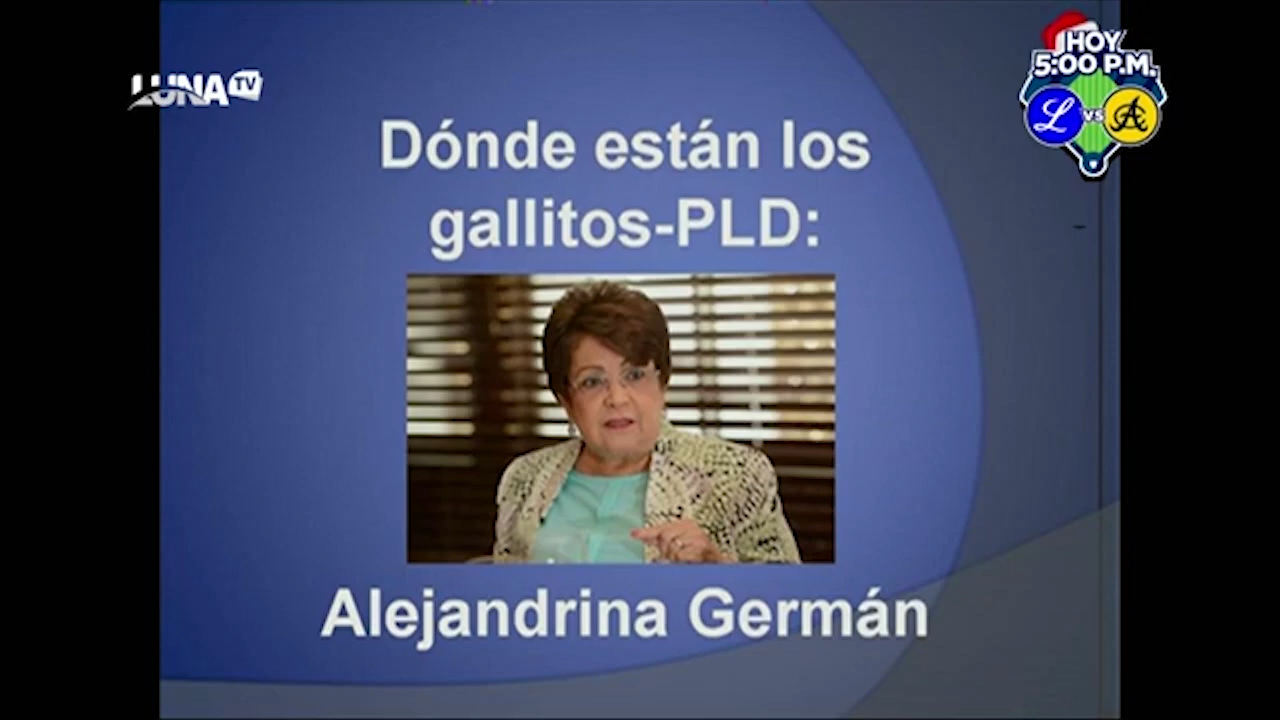 LUNA TV
¡HOY
5:00 P.M.
L VS A
Dónde están los
gallitos-PLD:
Alejandrina Germán